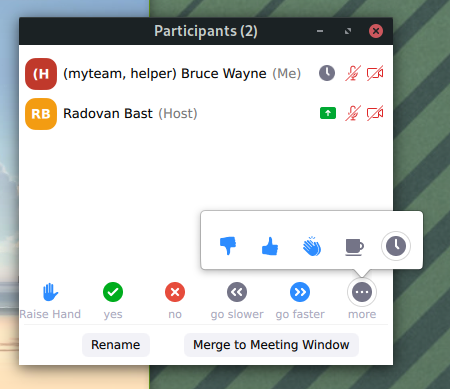 Participants (2)
(H (myteam, helper) Bruce Wayne (Me)
RB Radovan Bast (Host)
Raise Hand yes no go slower go faster more
Rename Merge to Meeting Window